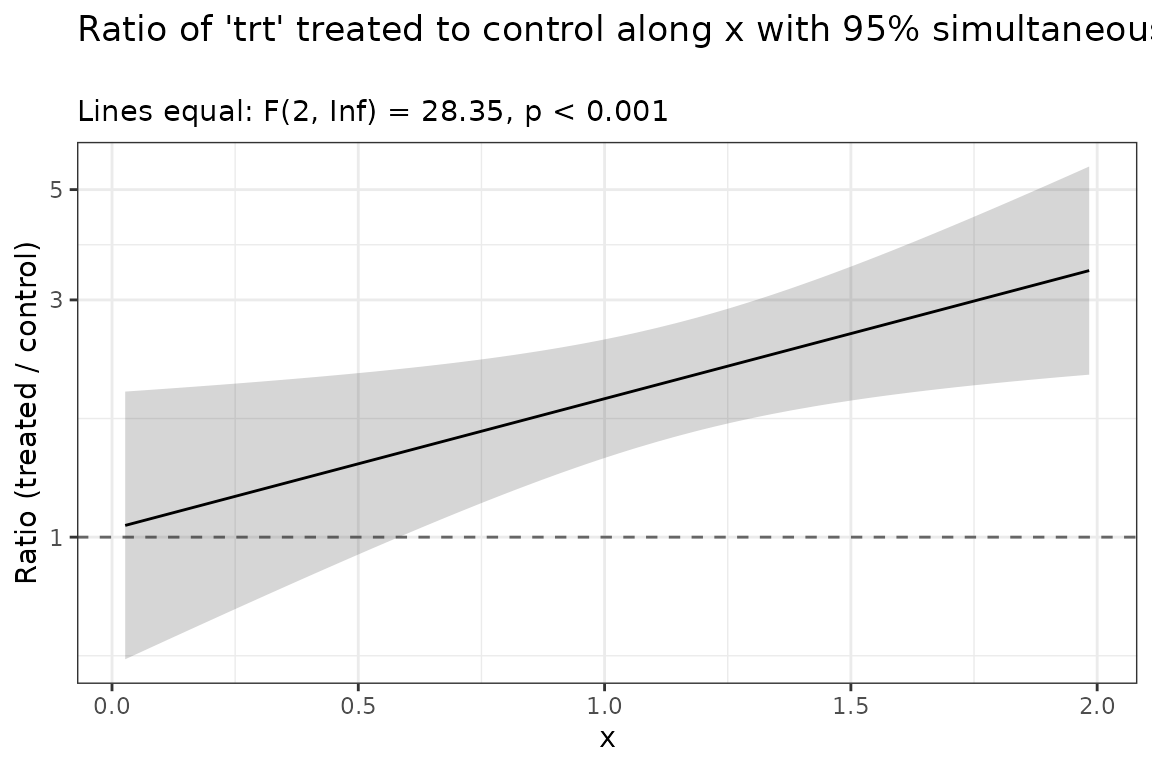 Ratio of 'trt' treated to control along x with 95% simultaneous
Lines equal: F(2, Inf) = 28.35, p < 0.001
Ratio (treated / control)
5
3
1
0.0 0.5 1.0 1.5 2.0
x